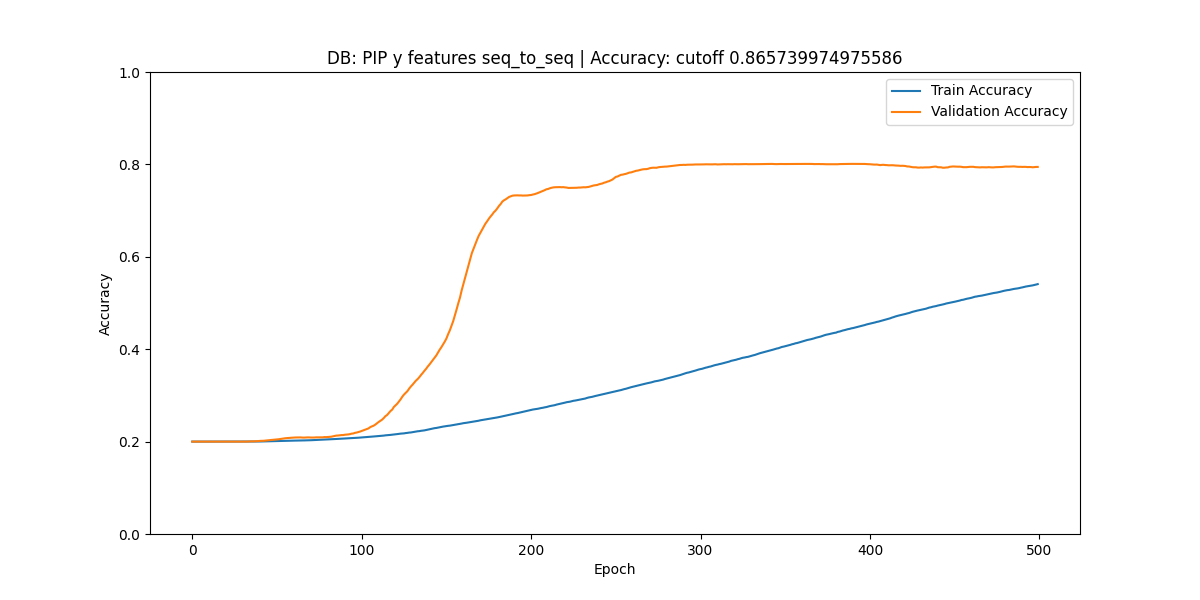 DB: PIP y features seq_to_seq | Accuracy: cutoff 0.865739974975586
Train Accuracy
Validation Accuracy
1.0
0.8
0.6
0.4
0.2
0.0
Accuracy
0 100 200 300 400 500
Epoch